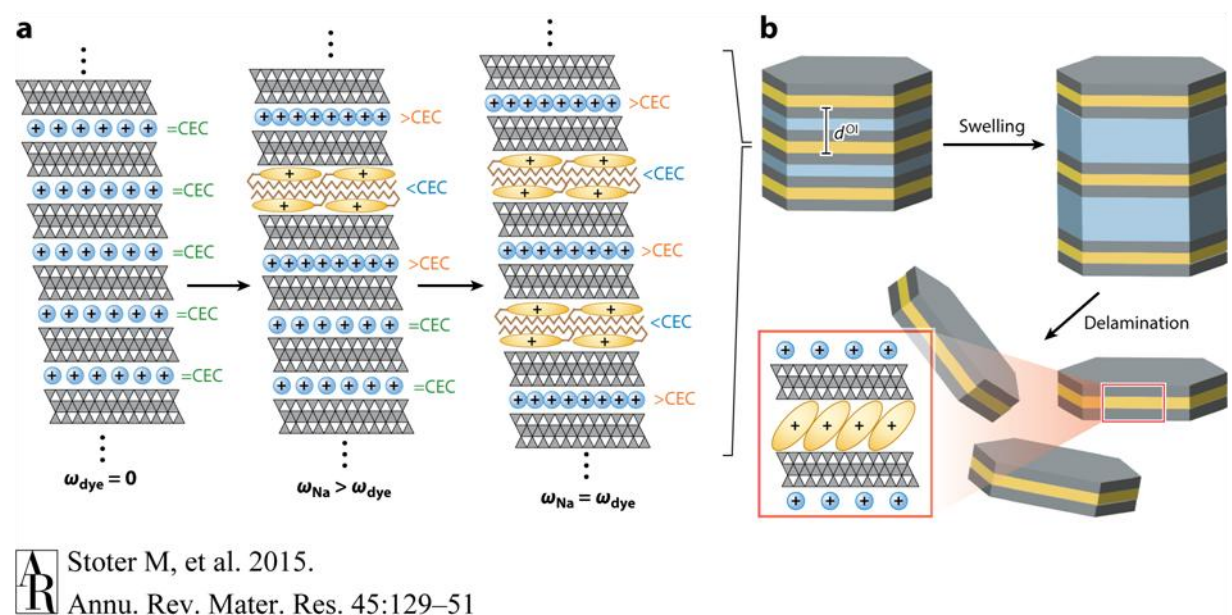 a
=CEC
=CEC
=CEC
=CEC
=CEC
ω_dye = 0
>CEC
<CEC
>CEC
=CEC
=CEC
ω_Na > ω_dye
>CEC
<CEC
>CEC
<CEC
>CEC
ω_Na = ω_dye
b
d^OI
Swelling
Delamination
AR
Stoter M, et al. 2015.
Annu. Rev. Mater. Res. 45:129–51